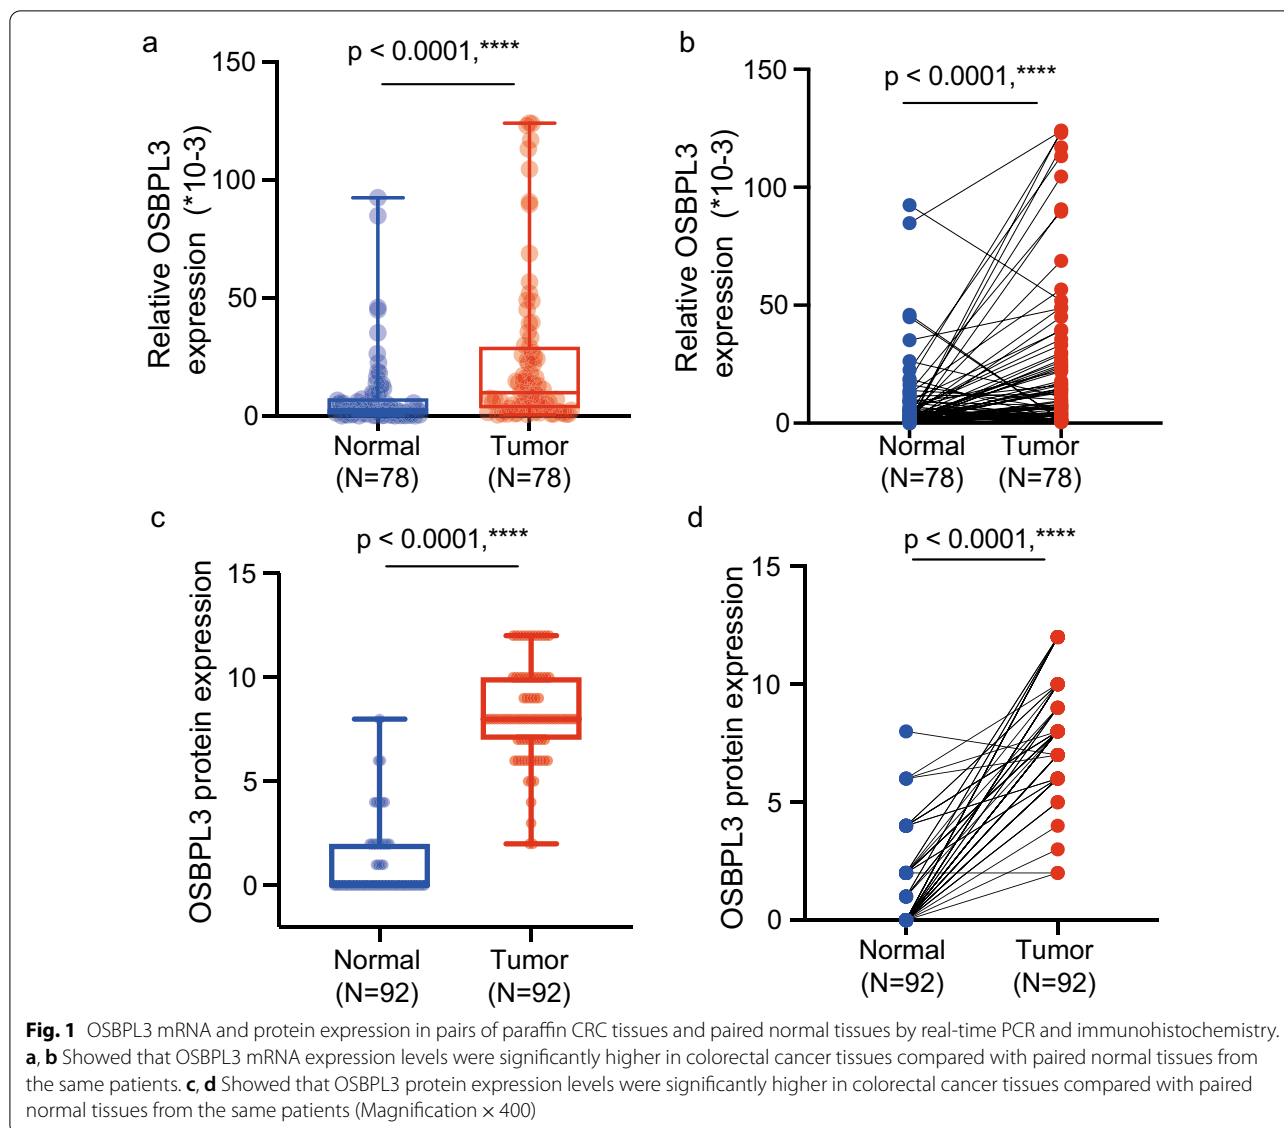 a
p < 0.0001,****
150
100
50
0
Relative OSBPL3
expression (*10-3)
Normal
(N=78)
Tumor
(N=78)
b
p < 0.0001,****
150
100
50
0
Relative OSBPL3
expression (*10-3)
Normal
(N=78)
Tumor
(N=78)
c
p < 0.0001,****
15
10
5
0
OSBPL3 protein expression
Normal
(N=92)
Tumor
(N=92)
d
p < 0.0001,****
15
10
5
0
OSBPL3 protein expression
Normal
(N=92)
Tumor
(N=92)
Fig. 1 OSBPL3 mRNA and protein expression in pairs of paraffin CRC tissues and paired normal tissues by real-time PCR and immunohistochemistry.
a, b Showed that OSBPL3 mRNA expression levels were significantly higher in colorectal cancer tissues compared with paired normal tissues from
the same patients. c, d Showed that OSBPL3 protein expression levels were significantly higher in colorectal cancer tissues compared with paired
normal tissues from the same patients (Magnification × 400)